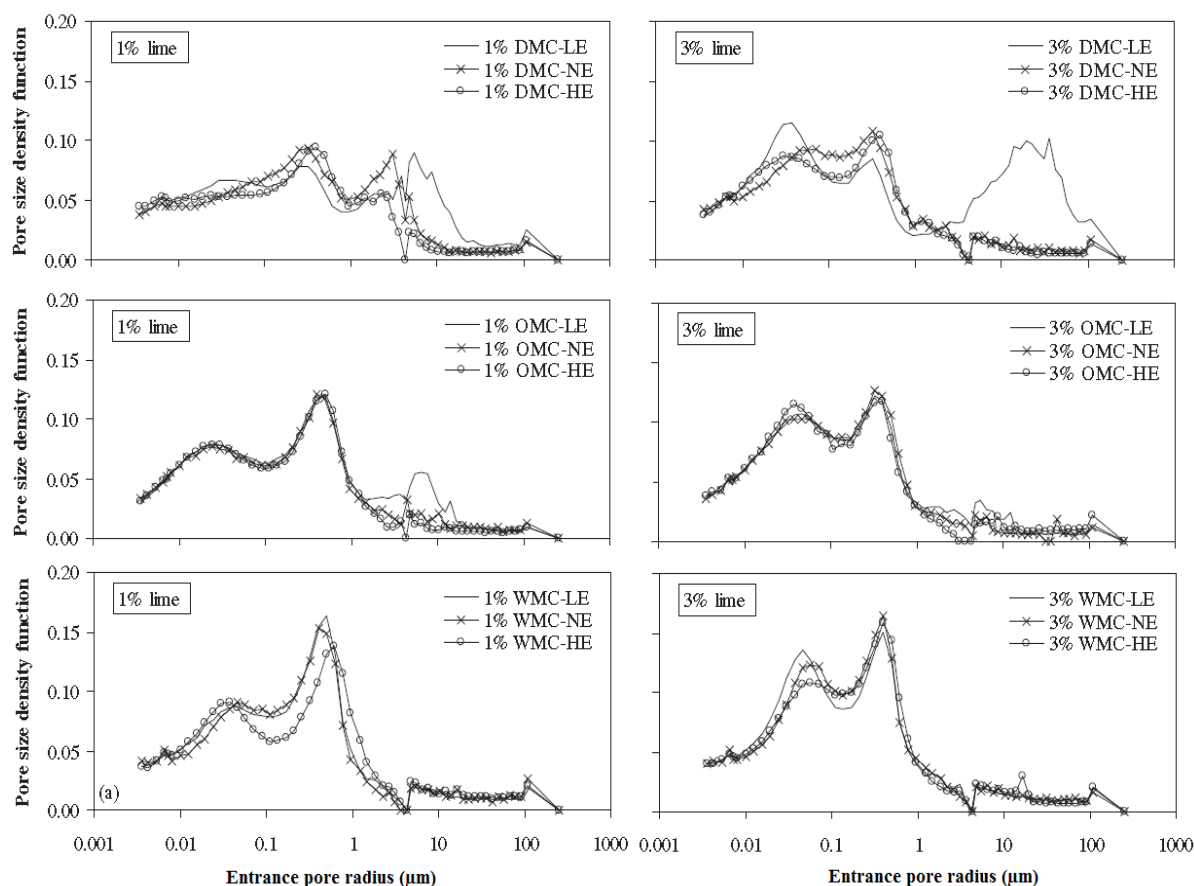 Pore size density function
0.20
0.15
0.10
0.05
0.00
1% lime
1% DMC-LE
1% DMC-NE
1% DMC-HE
3% lime
3% DMC-LE
3% DMC-NE
3% DMC-HE
Pore size density function
0.20
0.15
0.10
0.05
0.00
1% lime
1% OMC-LE
1% OMC-NE
1% OMC-HE
3% lime
3% OMC-LE
3% OMC-NE
3% OMC-HE
Pore size density function
0.20
0.15
0.10
0.05
0.00
1% lime
1% WMC-LE
1% WMC-NE
1% WMC-HE
(a)
3% lime
3% WMC-LE
3% WMC-NE
3% WMC-HE
0.001 0.01 0.1 1 10 100 1000
0.001 0.01 0.1 1 10 100 1000
Entrance pore radius (μm)
Entrance pore radius (μm)